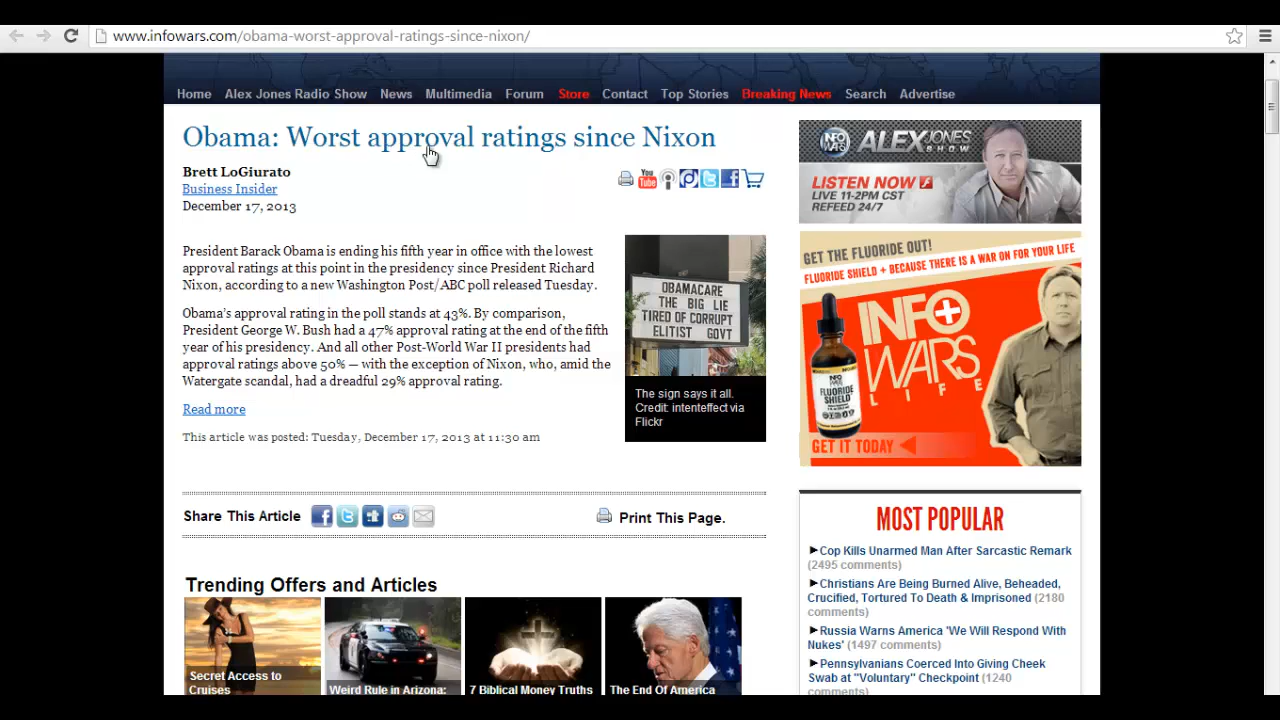 www.infowars.com/obama-worst-approval-ratings-since-nixon/
Home Alex Jones Radio Show News Multimedia Forum Store Contact Top Stories Breaking News Search Advertise
Obama: Worst approval ratings since Nixon
Brett LoGiurato
Business Insider
December 17, 2013
You
Tube
President Barack Obama is ending his fifth year in office with the lowest
approval ratings at this point in the presidency since President Richard
Nixon, according to a new Washington Post/ABC poll released Tuesday.
Obama's approval rating in the poll stands at 43%. By comparison,
President George W. Bush had a 47% approval rating at the end of the fifth
year of his presidency. And all other Post-World War II presidents had
approval ratings above 50% — with the exception of Nixon, who, amid the
Watergate scandal, had a dreadful 29% approval rating.
Read more
This article was posted: Tuesday, December 17, 2013 at 11:30 am
OBAMACARE
THE BIG LIE
TIRED OF CORRUPT
ELITIST GOVT
The sign says it all.
Credit: intenteffect via
Flickr
Share This Article
Print This Page.
Trending Offers and Articles
Secret Access to
Cruises
Weird Rule in Arizona:
7 Biblical Money Truths
The End Of America
INFO
WARS
ALEX JONES
SHOW
LISTEN NOW
LIVE 11-2PM CST
REFEED 24/7
GET THE FLUORIDE OUT!
FLUORIDE SHIELD + BECAUSE THERE IS A WAR ON FOR YOUR LIFE
INFO
WARS
LIFE
INFO
WARS
FLUORIDE
SHIELD
GET IT TODAY
MOST POPULAR
►Cop Kills Unarmed Man After Sarcastic Remark
(2495 comments)
►Christians Are Being Burned Alive, Beheaded,
Crucified, Tortured To Death & Imprisoned (2180
comments)
►Russia Warns America 'We Will Respond With
Nukes' (1497 comments)
►Pennsylvanians Coerced Into Giving Cheek
Swab at "Voluntary" Checkpoint (1240
comments)